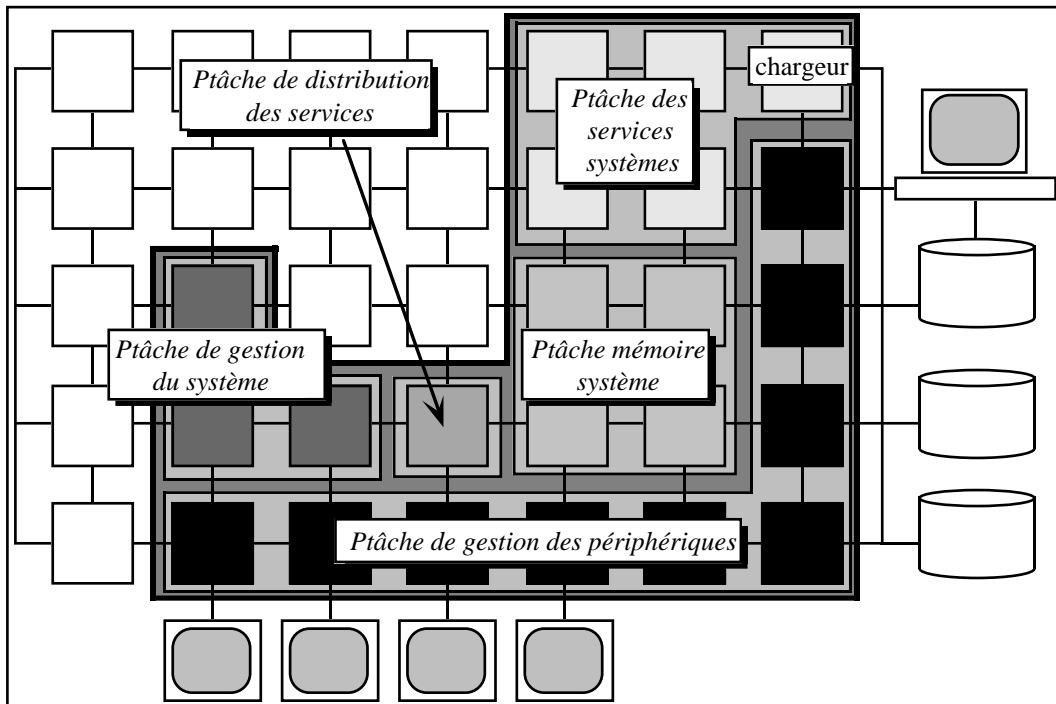 Ptâche de distribution
des services
chargeur
Ptâche des
services
systèmes
Ptâche de gestion
du système
Ptâche mémoire
système
Ptâche de gestion des périphériques